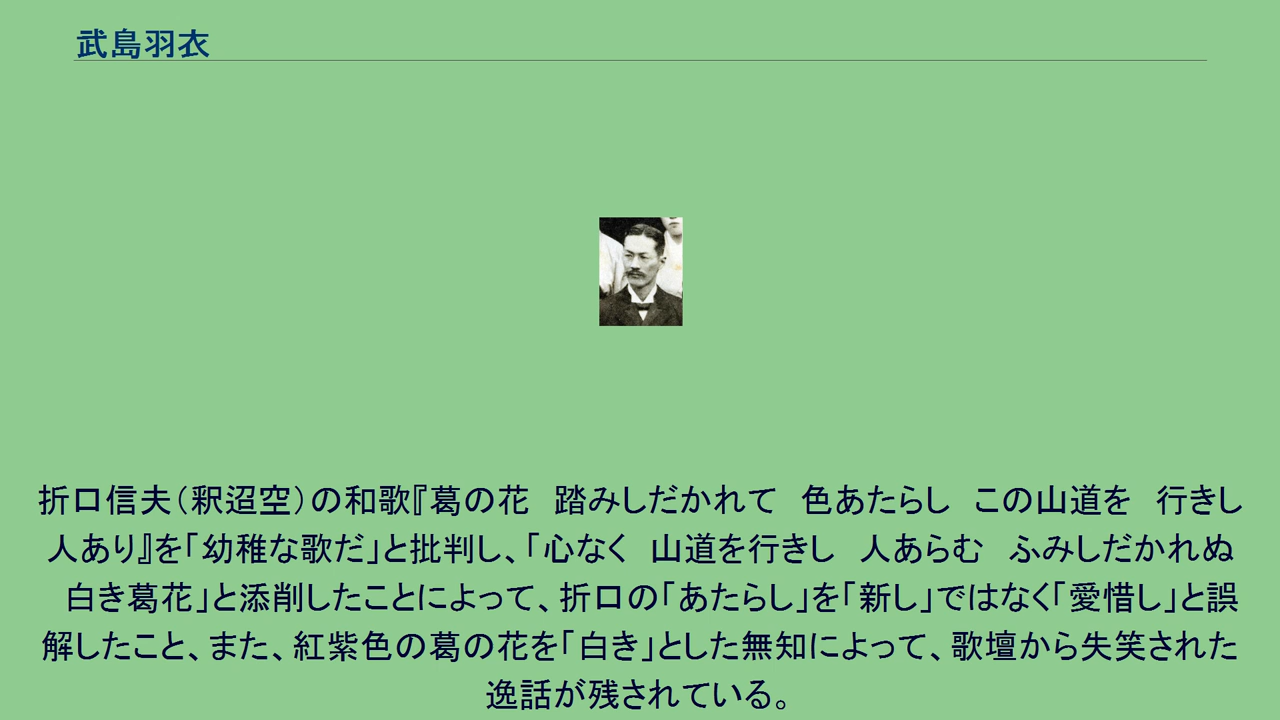 武島羽衣
折口信夫（釈迢空）の和歌『葛の花　踏みしだかれて　色あたらし　この山道を　行きし
人あり』を「幼稚な歌だ」と批判し、「心なく　山道を行きし　人あらむ　ふみしだかれぬ
白き葛花」と添削したことによって、折口の「あたらし」を「新し」ではなく「愛惜し」と誤
解したこと、また、紅紫色の葛の花を「白き」とした無知によって、歌壇から失笑された
逸話が残されている。